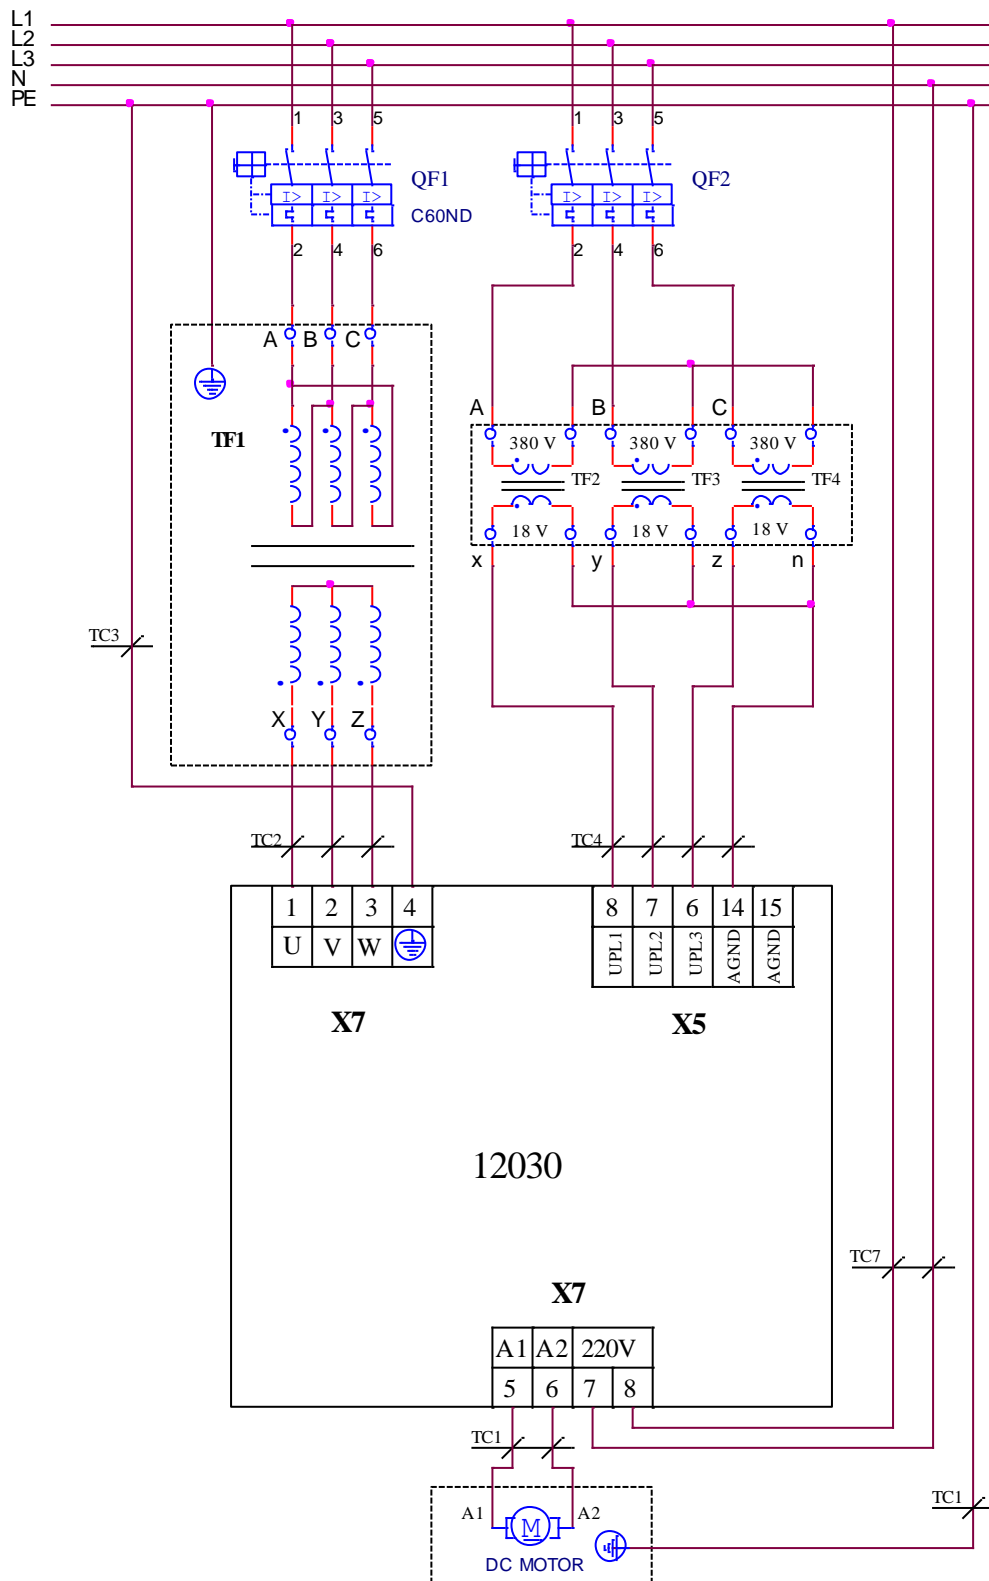 L1
L2
L3
N
PE
1 3 5 1 3 5
QF1 QF2
I> I> I> I> I> I>
C60ND
2 4 6 2 4 6
A B C
A B C
TF1
380 V 380 V 380 V
TF2 TF3 TF4
18 V 18 V 18 V
x y z n
TC3
X Y Z
TC2 TC4
1 2 3 4 8 7 6 14 15
U V W UPL1 UPL2 UPL3 AGND AGND
X7 X5
12030
TC7
X7
A1 A2 220V
5 6 7 8
TC1
TC1
A1 M A2
DC MOTOR